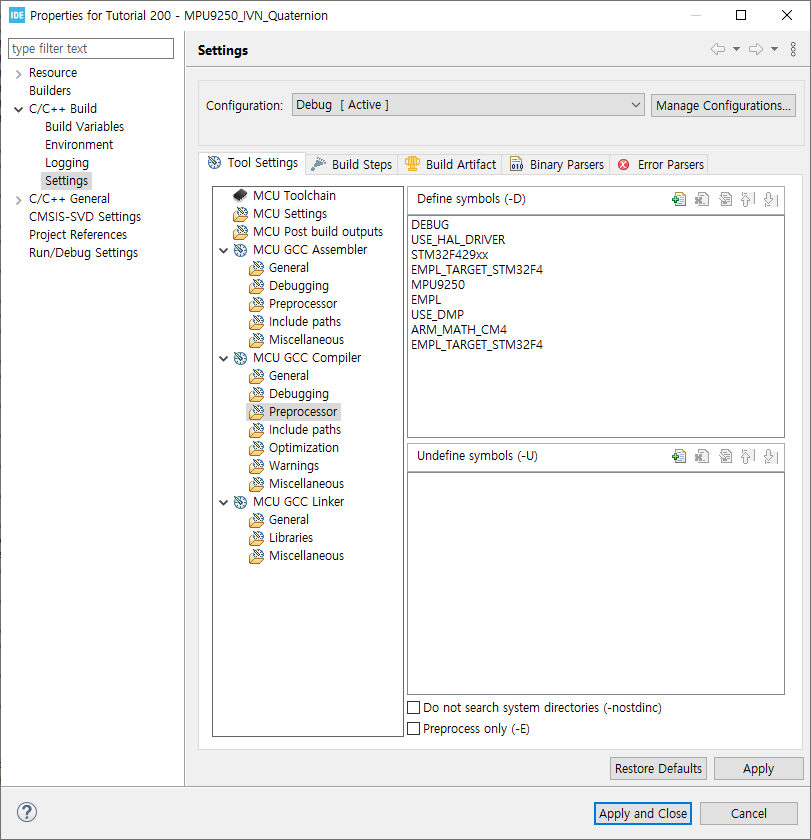 IDE Properties for Tutorial 200 - MPU9250_IVN_Quaternion
type filter text
Resource
Builders
C/C++ Build
Build Variables
Environment
Logging
Settings
C/C++ General
CMSIS-SVD Settings
Project References
Run/Debug Settings
Settings
Configuration: Debug [ Active ] Manage Configurations...
Tool Settings Build Steps Build Artifact Binary Parsers Error Parsers
MCU Toolchain
MCU Settings
MCU Post build outputs
MCU GCC Assembler
General
Debugging
Preprocessor
Include paths
Miscellaneous
MCU GCC Compiler
General
Debugging
Preprocessor
Include paths
Optimization
Warnings
Miscellaneous
MCU GCC Linker
General
Libraries
Miscellaneous
Define symbols (-D)
DEBUG
USE_HAL_DRIVER
STM32F429xx
EMPL_TARGET_STM32F4
MPU9250
EMPL
USE_DMP
ARM_MATH_CM4
EMPL_TARGET_STM32F4
Undefine symbols (-U)
Do not search system directories (-nostdinc)
Preprocess only (-E)
Restore Defaults Apply
? Apply and Close Cancel